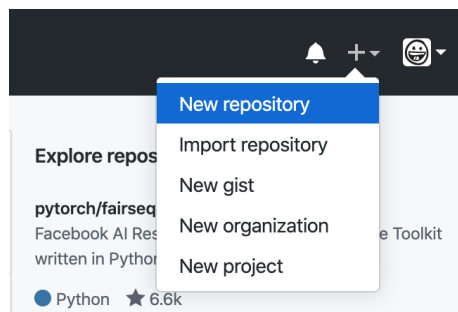 New repository
Import repository
New gist
New organization
New project
Explore repos
pytorch/fairseq
Facebook AI Res
e Toolkit
written in Python
Python 6.6k